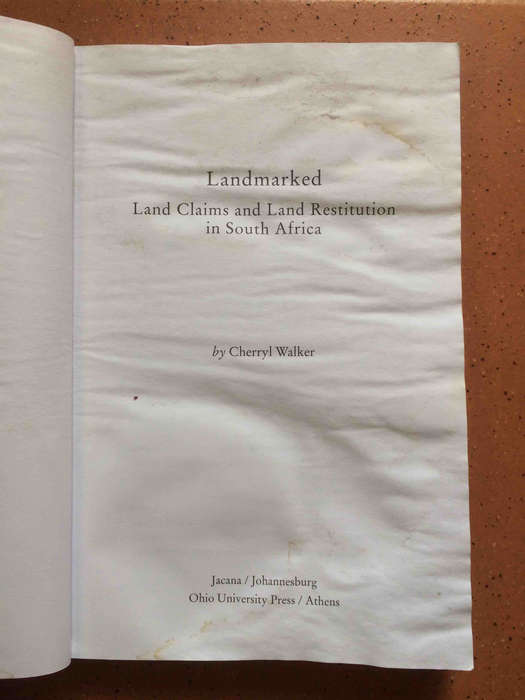 Landmarked
Land Claims and Land Restitution
in South Africa
by Cherryl Walker
Jacana / Johannesburg
Ohio University Press / Athens